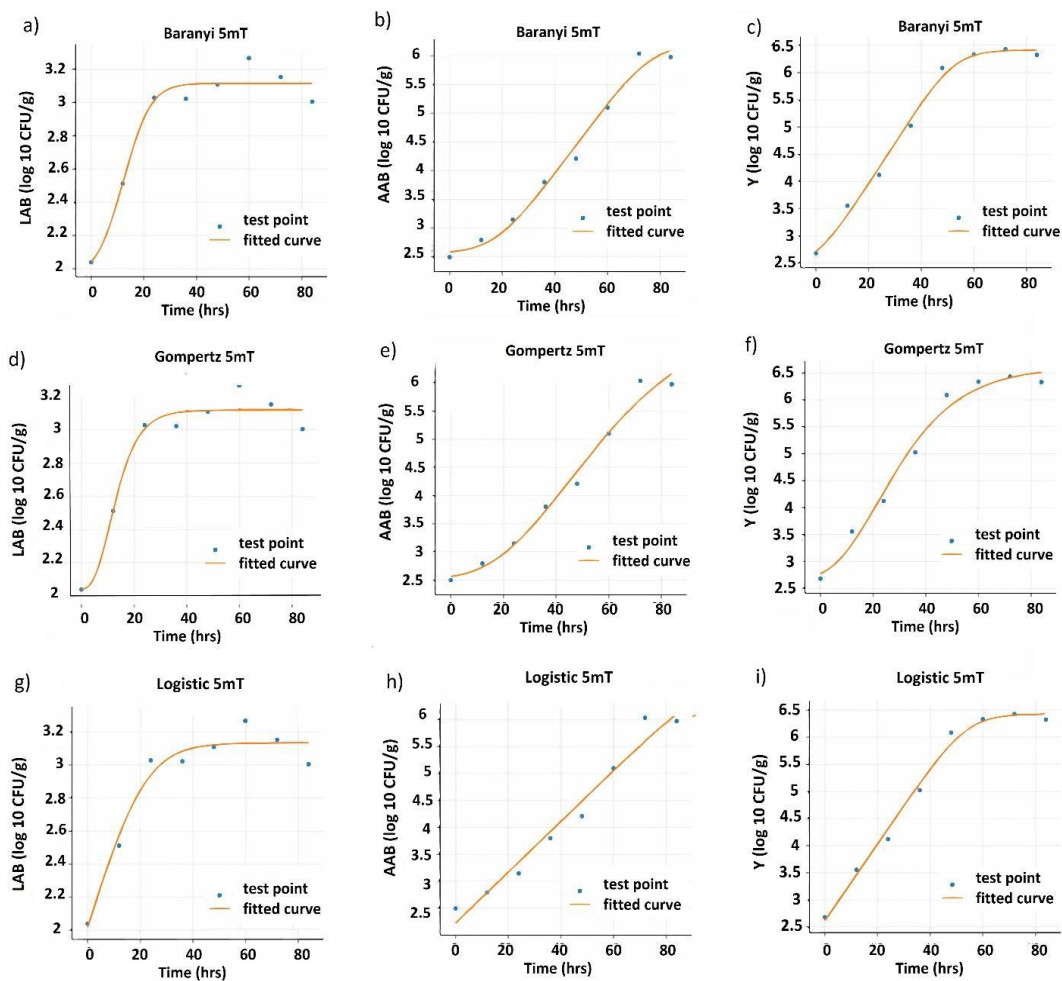 a)
Baranyi 5mT
LAB (log 10 CFU/g)
3.2
3
2.8
2.6
2.4
2.2
2
0
20
40
60
80
Time (hrs)
test point
fitted curve
b)
Baranyi 5mT
AAB (log 10 CFU/g)
6
5.5
5
4.5
4
3.5
3
2.5
0
20
40
60
80
Time (hrs)
test point
fitted curve
c)
Baranyi 5mT
Y (log 10 CFU/g)
6.5
6
5.5
5
4.5
4
3.5
3
2.5
0
20
40
60
80
Time (hrs)
test point
fitted curve
d)
Gompertz 5mT
LAB (log 10 CFU/g)
3.2
3
2.8
2.6
2.4
2.2
2
0
20
40
60
80
Time (hrs)
test point
fitted curve
e)
Gompertz 5mT
AAB (log 10 CFU/g)
6
5.5
5
4.5
4
3.5
3
2.5
0
20
40
60
80
Time (hrs)
test point
fitted curve
f)
Gompertz 5mT
Y (log 10 CFU/g)
6.5
6
5.5
5
4.5
4
3.5
3
2.5
0
20
40
60
80
Time (hrs)
test point
fitted curve
g)
Logistic 5mT
LAB (log 10 CFU/g)
3.2
3
2.8
2.6
2.4
2.2
2
0
20
40
60
80
Time (hrs)
test point
fitted curve
h)
Logistic 5mT
AAB (log 10 CFU/g)
6
5.5
5
4.5
4
3.5
3
2.5
0
20
40
60
80
Time (hrs)
test point
fitted curve
i)
Logistic 5mT
Y (log 10 CFU/g)
6.5
6
5.5
5
4.5
4
3.5
3
2.5
0
20
40
60
80
Time (hrs)
test point
fitted curve